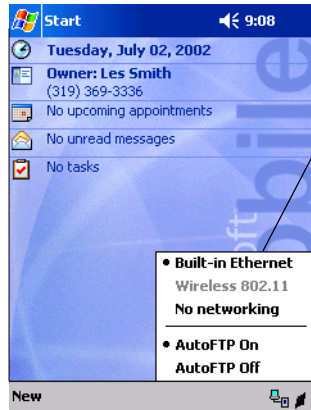 Start 9:08
Tuesday, July 02, 2002
Owner: Les Smith
(319) 369-3336
No upcoming appointments
No unread messages
No tasks
Built-in Ethernet
Wireless 802.11
No networking
AutoFTP On
AutoFTP Off
New